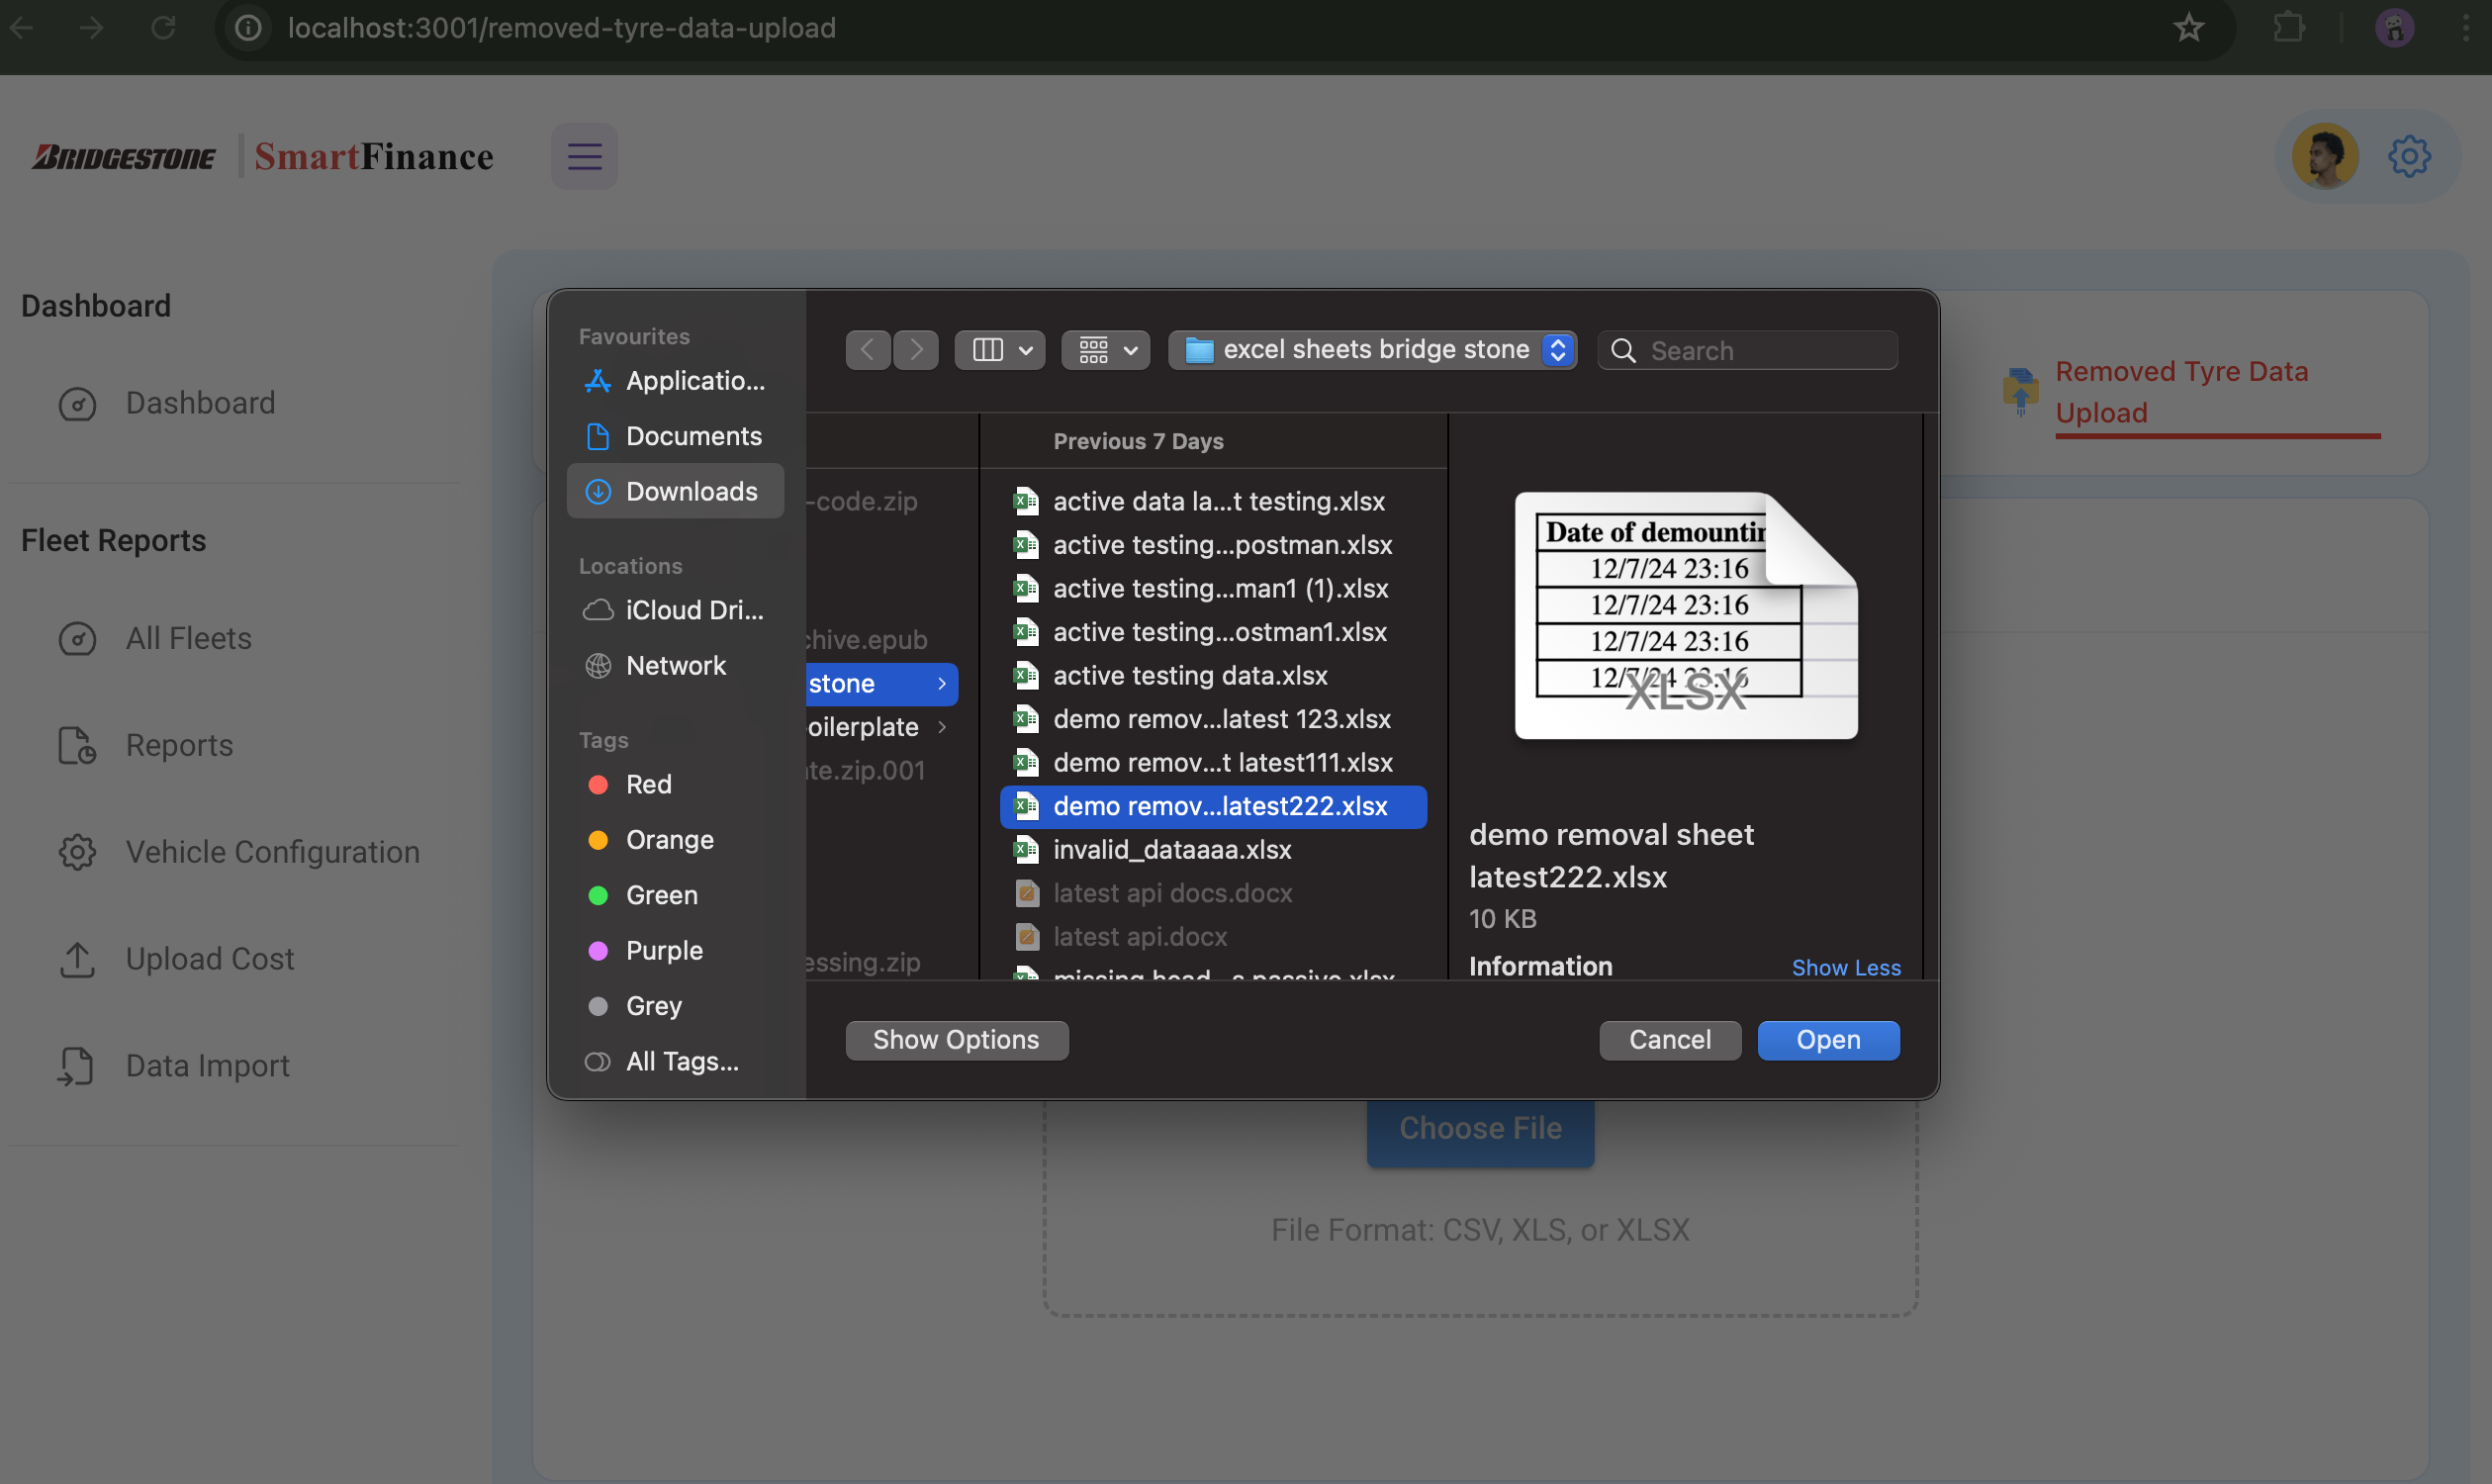 localhost:3001/removed-tyre-data-upload
BRIDGESTONE
SmartFinance
Dashboard
Dashboard
Fleet Reports
All Fleets
Reports
Vehicle Configuration
Upload Cost
Data Import
Removed Tyre Data
Upload
Favourites
Applicatio...
Documents
Downloads
Locations
iCloud Dri...
Network
Tags
Red
Orange
Green
Purple
Grey
All Tags...
excel sheets bridge stone
Search
-code.zip
chive.epub
stone
oilerplate
te.zip.001
essing.zip
Previous 7 Days
active data la...t testing.xlsx
active testing...postman.xlsx
active testing...man1 (1).xlsx
active testing...ostman1.xlsx
active testing data.xlsx
demo remov...latest 123.xlsx
demo remov...t latest111.xlsx
demo remov...latest222.xlsx
invalid_dataaaa.xlsx
latest api docs.docx
latest api.docx
missing head...s passive.xlsx
Date of demountin
12/7/24 23:16
12/7/24 23:16
12/7/24 23:16
12/7/24 23:16
XLSX
demo removal sheet
latest222.xlsx
10 KB
Information
Show Less
Show Options
Cancel
Open
Choose File
File Format: CSV, XLS, or XLSX